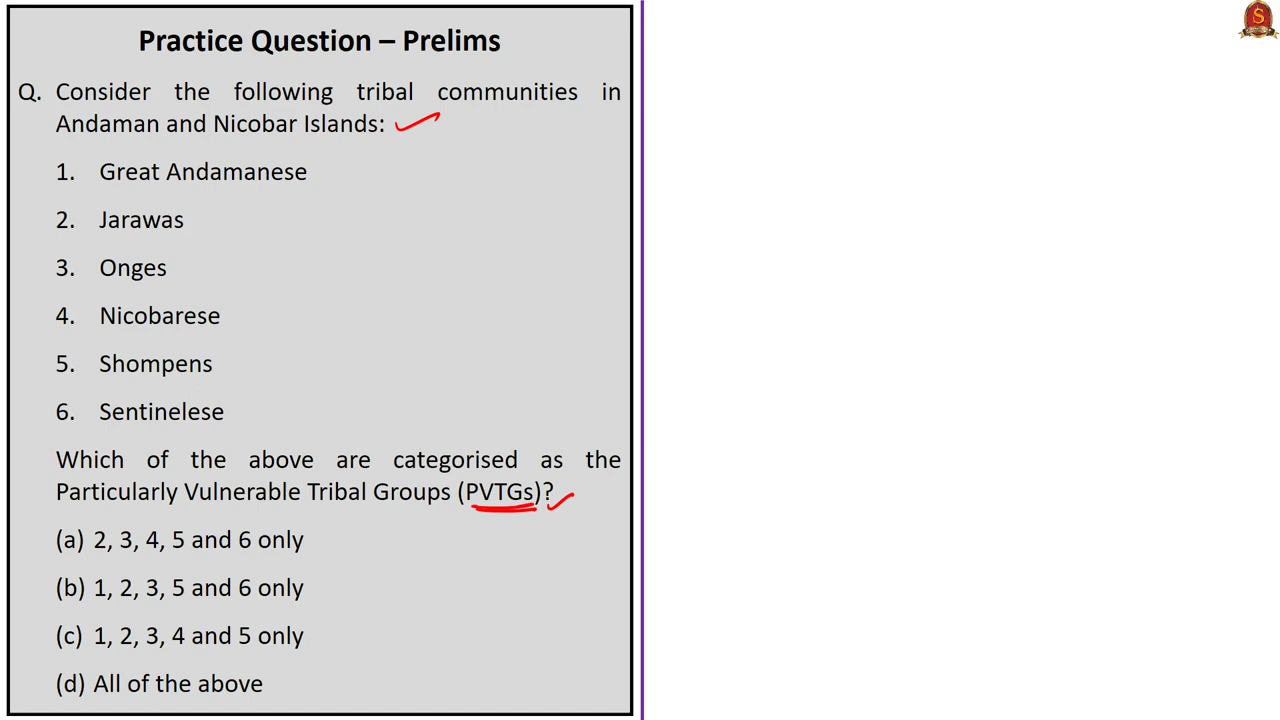 Practice Question – Prelims
Q. Consider the following tribal communities in
Andaman and Nicobar Islands:
1. Great Andamanese
2. Jarawas
3. Onges
4. Nicobarese
5. Shompens
6. Sentinelese
Which of the above are categorised as the
Particularly Vulnerable Tribal Groups (PVTGs)?
(a) 2, 3, 4, 5 and 6 only
(b) 1, 2, 3, 5 and 6 only
(c) 1, 2, 3, 4 and 5 only
(d) All of the above
S